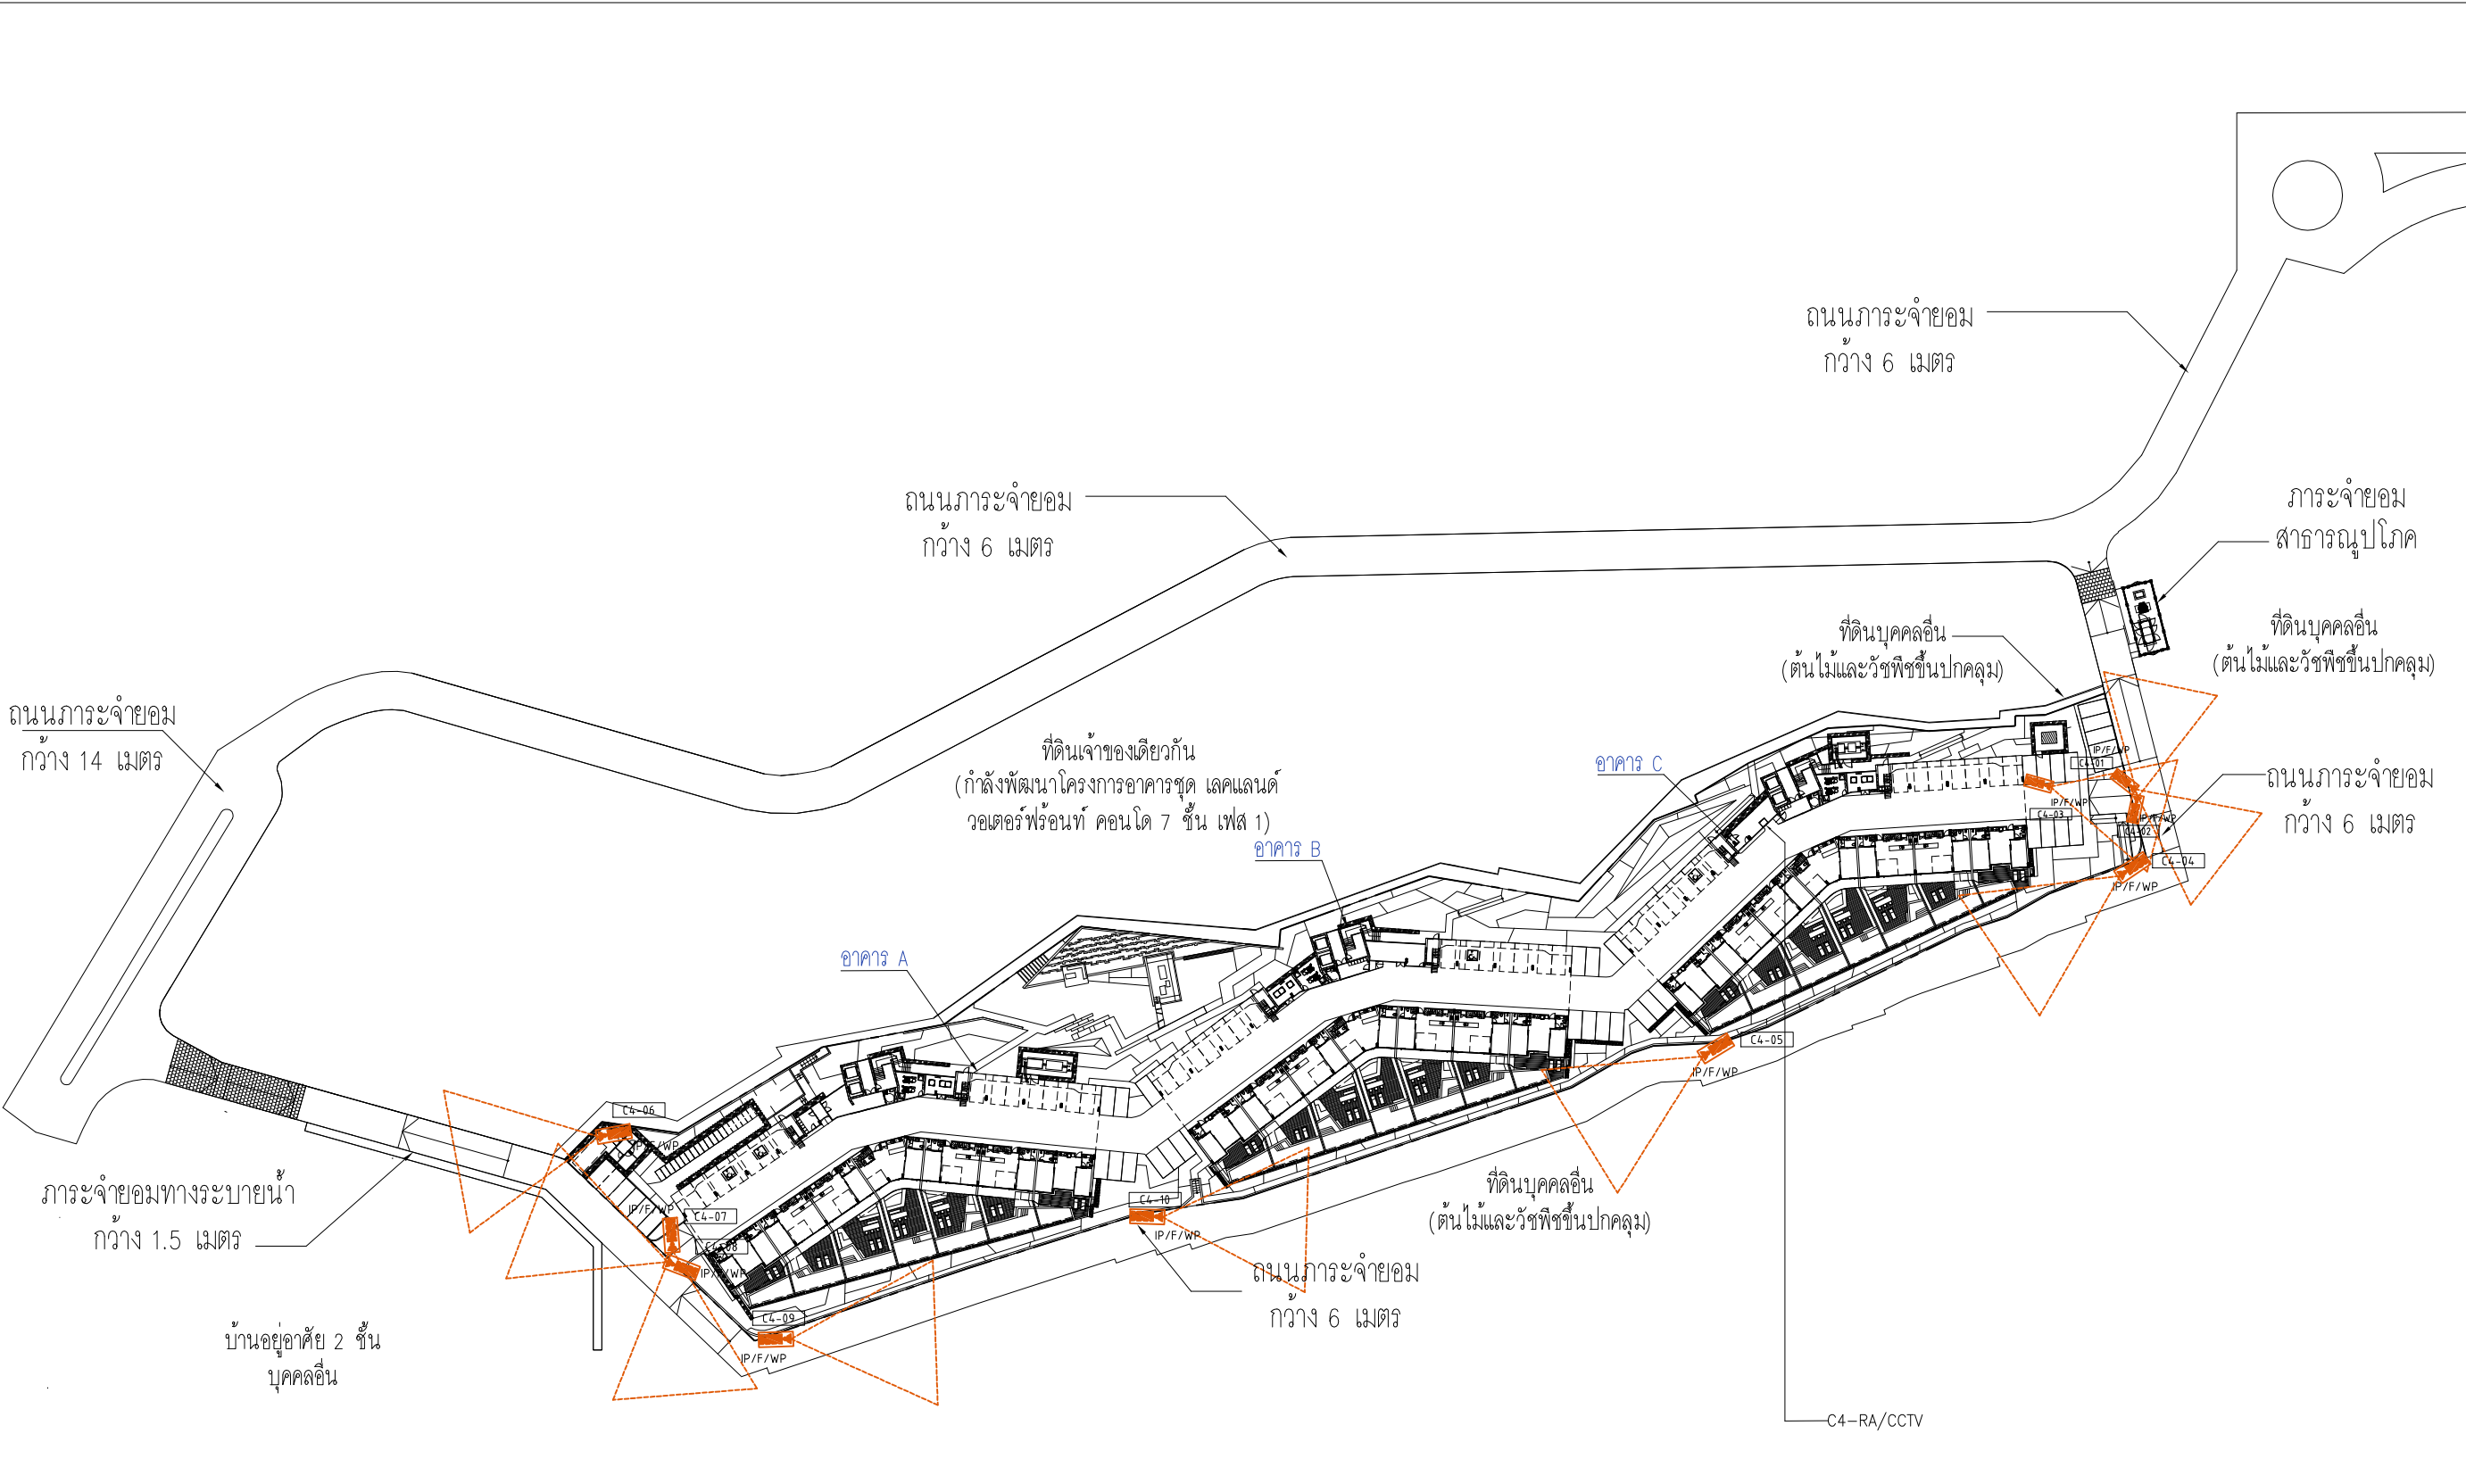 ถนนภาระจำยอม
กว้าง 6 เมตร
ถนนภาระจำยอม
กว้าง 6 เมตร
ภาระจำยอม
สาธารณูปโภค
ที่ดินบุคคลอื่น
(ต้นไม้และวัชพืชขึ้นปกคลุม)
ที่ดินบุคคลอื่น
(ต้นไม้และวัชพืชขึ้นปกคลุม)
ถนนภาระจำยอม
กว้าง 14 เมตร
ที่ดินเจ้าของเดียวกัน
(กำลังพัฒนาโครงการอาคารชุด เลคแลนด์
วอเตอร์ฟร้อนท์ คอนโด 7 ชั้น เฟส 1)
อาคาร C
อาคาร B
อาคาร A
IP/F/WP
C4-01
IP/F/WP
C4-03
IP/F/WP
C4-02
C4-04
IP/F/WP
ถนนภาระจำยอม
กว้าง 6 เมตร
C4-05
IP/F/WP
C4-06
IP/F/WP
IP/F/WP
C4-07
C4-08
IP/F/WP
C4-09
IP/F/WP
C4-10
IP/F/WP
ภาระจำยอมทางระบายน้ำ
กว้าง 1.5 เมตร
ที่ดินบุคคลอื่น
(ต้นไม้และวัชพืชขึ้นปกคลุม)
ถนนภาระจำยอม
กว้าง 6 เมตร
บ้านอยู่อาศัย 2 ชั้น
บุคคลอื่น
C4-RA/CCTV